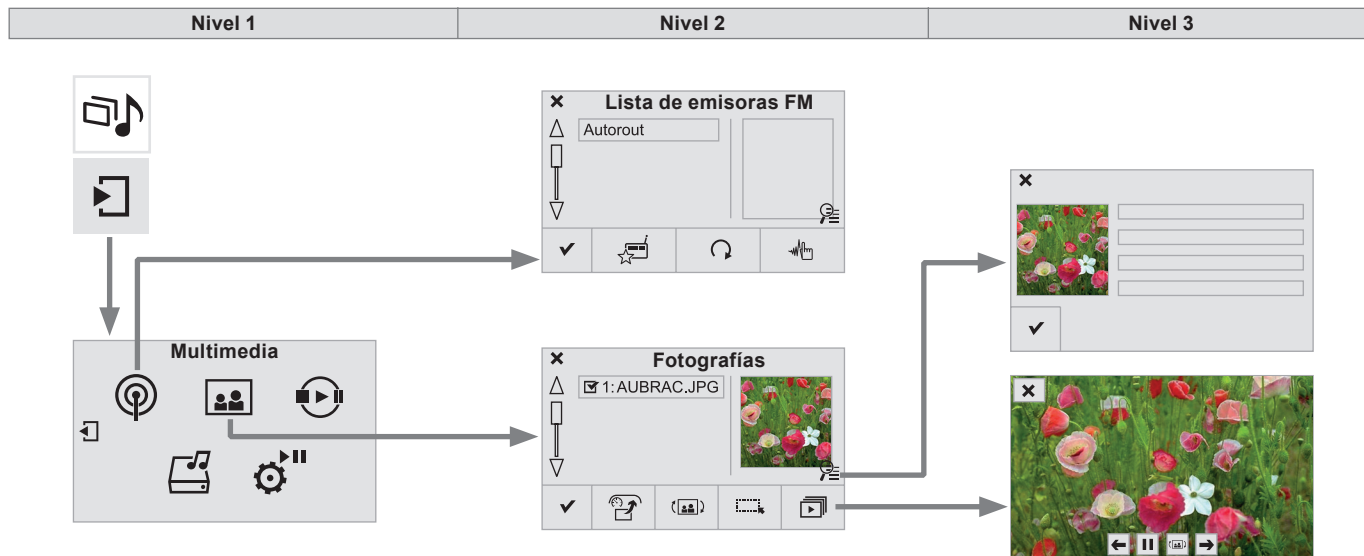 Nivel 1
Nivel 2
Nivel 3
Lista de emisoras FM
Autorout
Multimedia
Fotografías
1: AUBRAC.JPG